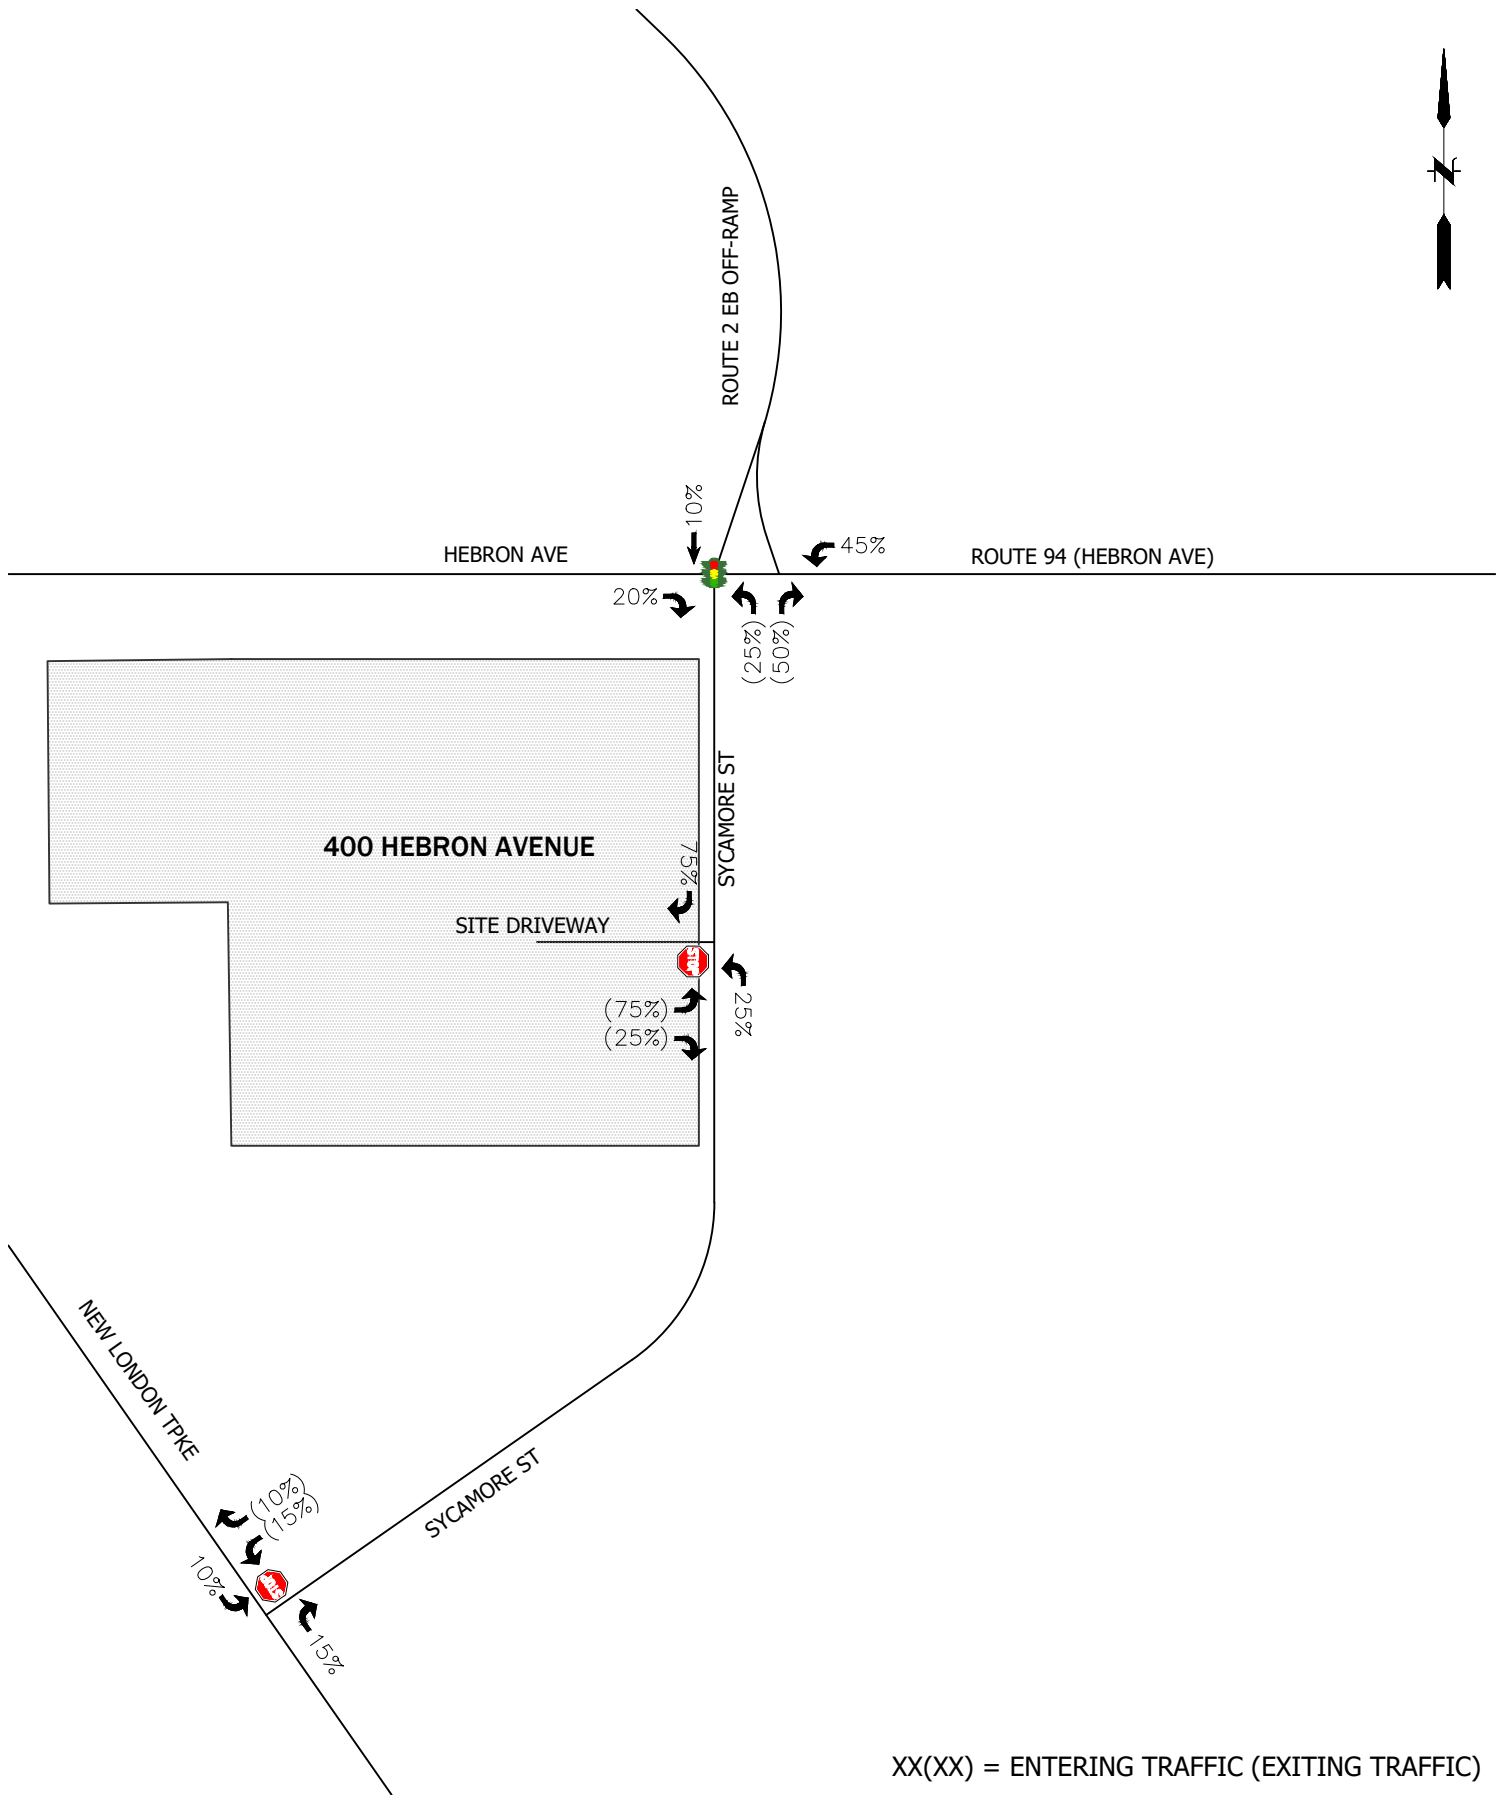 ROUTE 2 EB OFF-RAMP
N
10%
HEBRON AVE
45%
ROUTE 94 (HEBRON AVE)
20%
(25%)
(50%)
SYCAMORE ST
400 HEBRON AVENUE
75%
SITE DRIVEWAY
STOP
(75%)
(25%)
25%
NEW LONDON TPKE
SYCAMORE ST
(10%)
(15%)
10%
STOP
15%
XX(XX) = ENTERING TRAFFIC (EXITING TRAFFIC)